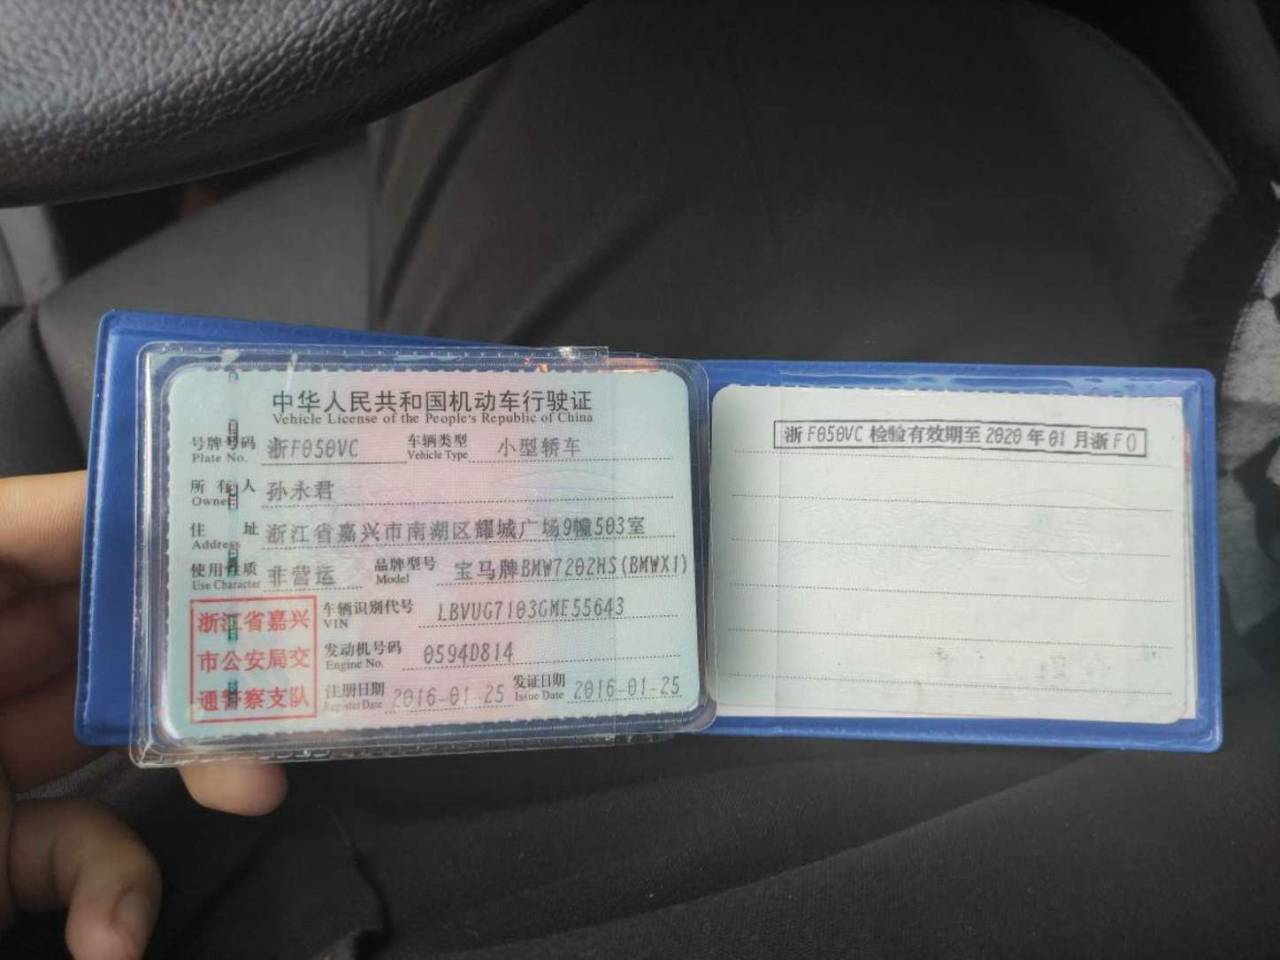 中华人民共和国机动车行驶证
Vehicle License of the People's Republic of China
号牌号码 浙F050VC 车辆类型 小型轿车
Plate No. Vehicle Type
所有人 孙永君
Owner
住址 浙江省嘉兴市南湖区耀城广场9幢503室
Address
使用性质 非营运 品牌型号 宝马牌BMW7202HS(BMWX1)
Use Character Model
浙江省嘉兴
市公安局交
通警察支队
车辆识别代号 LBVUG7103GME55643
VIN
发动机号码 0594D814
Engine No.
注册日期 2016-01-25 发证日期 2016-01-25
Register Date Issue Date
浙F050VC 检验有效期至2020年01月浙F()